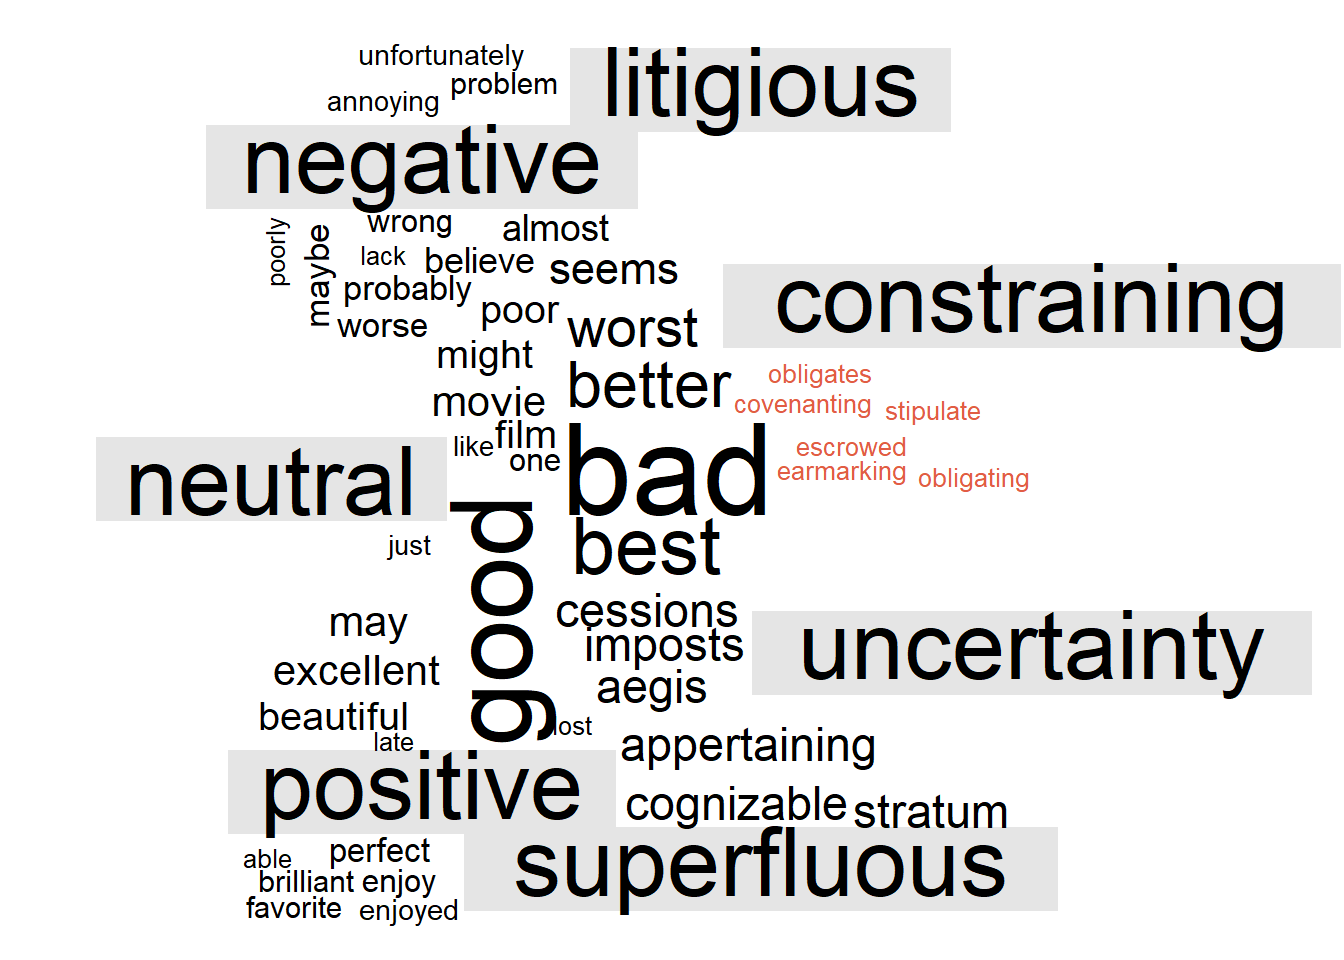 unfortunately
litigious
problem
annoying
negative
poorly
maybe
wrong
almost
lack
believe
seems
probably
constraining
poor
worse
worst
might
better
obligates
movie
covenanting
stipulate
like
film
bad
escrowed
one
neutral
earmarking
obligating
good
just
best
may
cessions
imposts
uncertainty
excellent
aegis
beautiful
lost
late
appertaining
positive
cognizable
stratum
able
perfect
superfluous
brilliant
enjoy
favorite
enjoyed